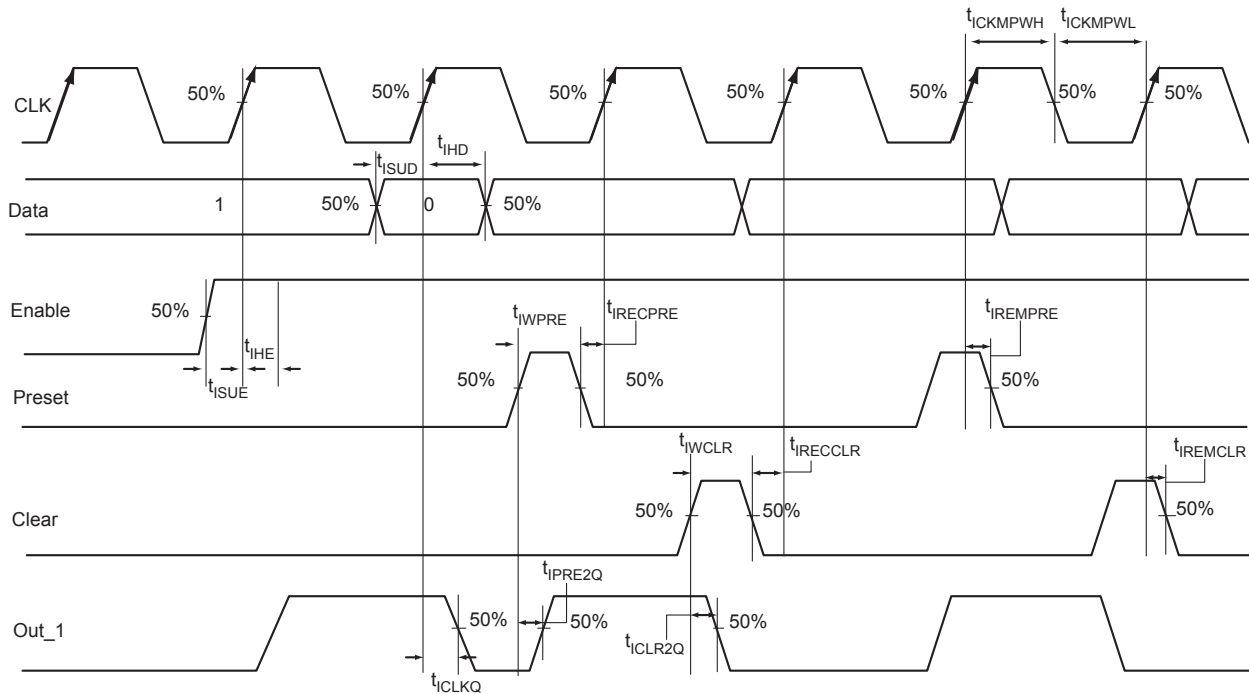 tICKMPWH tICKMPWL
CLK 50% 50% 50% 50% 50% 50% 50%
tISUD tIHD
Data 1 50% 0 50%
Enable 50%
tIHE
tISUE
tIWPRE tIRECPRE tIREMPRE
Preset 50% 50% 50%
tIWCLR tIRECCLR tIREMCLR
Clear 50% 50% 50%
tIPRE2Q
Out_1 50% 50% 50%
tICLR2Q
tICLKQ